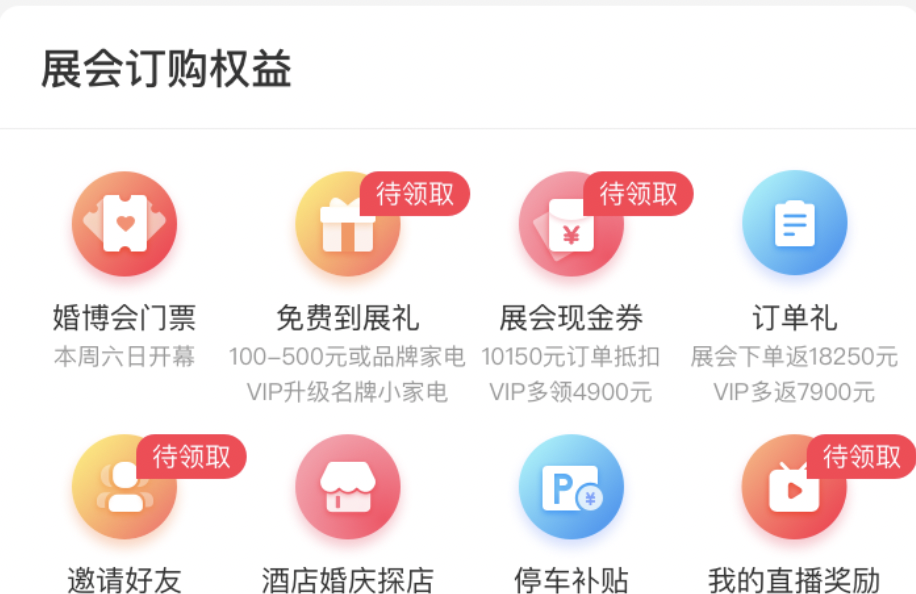 展会订购权益
待领取
待领取
¥
婚博会门票
免费到展礼
展会现金券
订单礼
本周六日开幕
100-500元或品牌家电
10150元订单抵扣
展会下单返18250元
VIP升级名牌小家电
VIP多领4900元
VIP多返7900元
待领取
待领取
P
¥
邀请好友
酒店婚庆探店
停车补贴
我的直播奖励